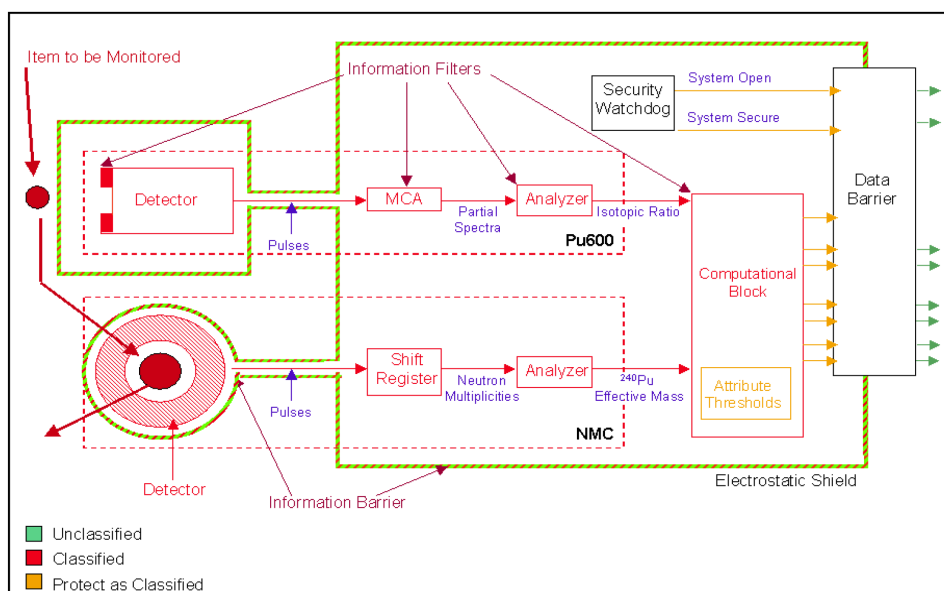 Item to be Monitored
Information Filters
Security
Watchdog
System Open
System Secure
Data
Barrier
Detector
MCA
Analyzer
Partial
Spectra
Isotopic Ratio
Pulses
Pu600
Computational
Block
Shift
Register
Analyzer
Neutron
Multiplicities
²⁴⁰Pu
Effective Mass
Pulses
Attribute
Thresholds
NMC
Detector
Information Barrier
Electrostatic Shield
Unclassified
Classified
Protect as Classified